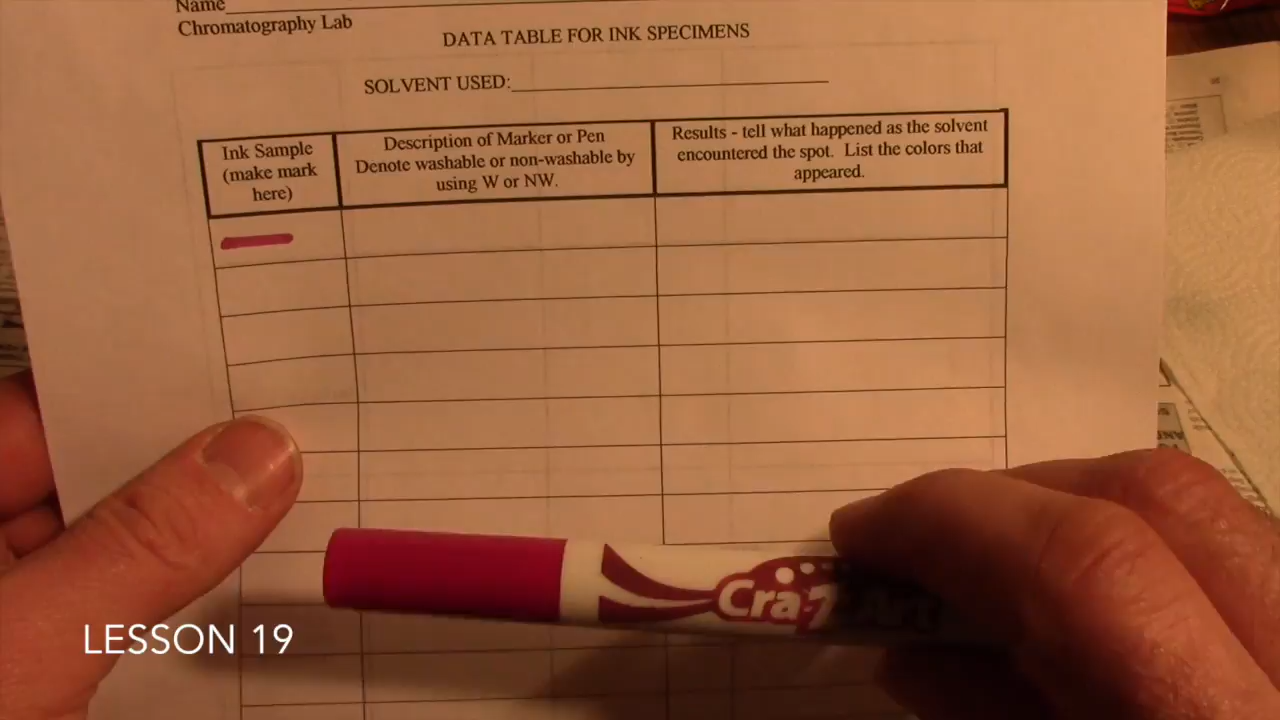 Name
Chromatography Lab
DATA TABLE FOR INK SPECIMENS
SOLVENT USED:
Ink Sample
(make mark
here)
Description of Marker or Pen
Denote washable or non-washable by
using W or NW.
Results - tell what happened as the solvent
encountered the spot. List the colors that
appeared.
Cra-Z-Art
LESSON 19